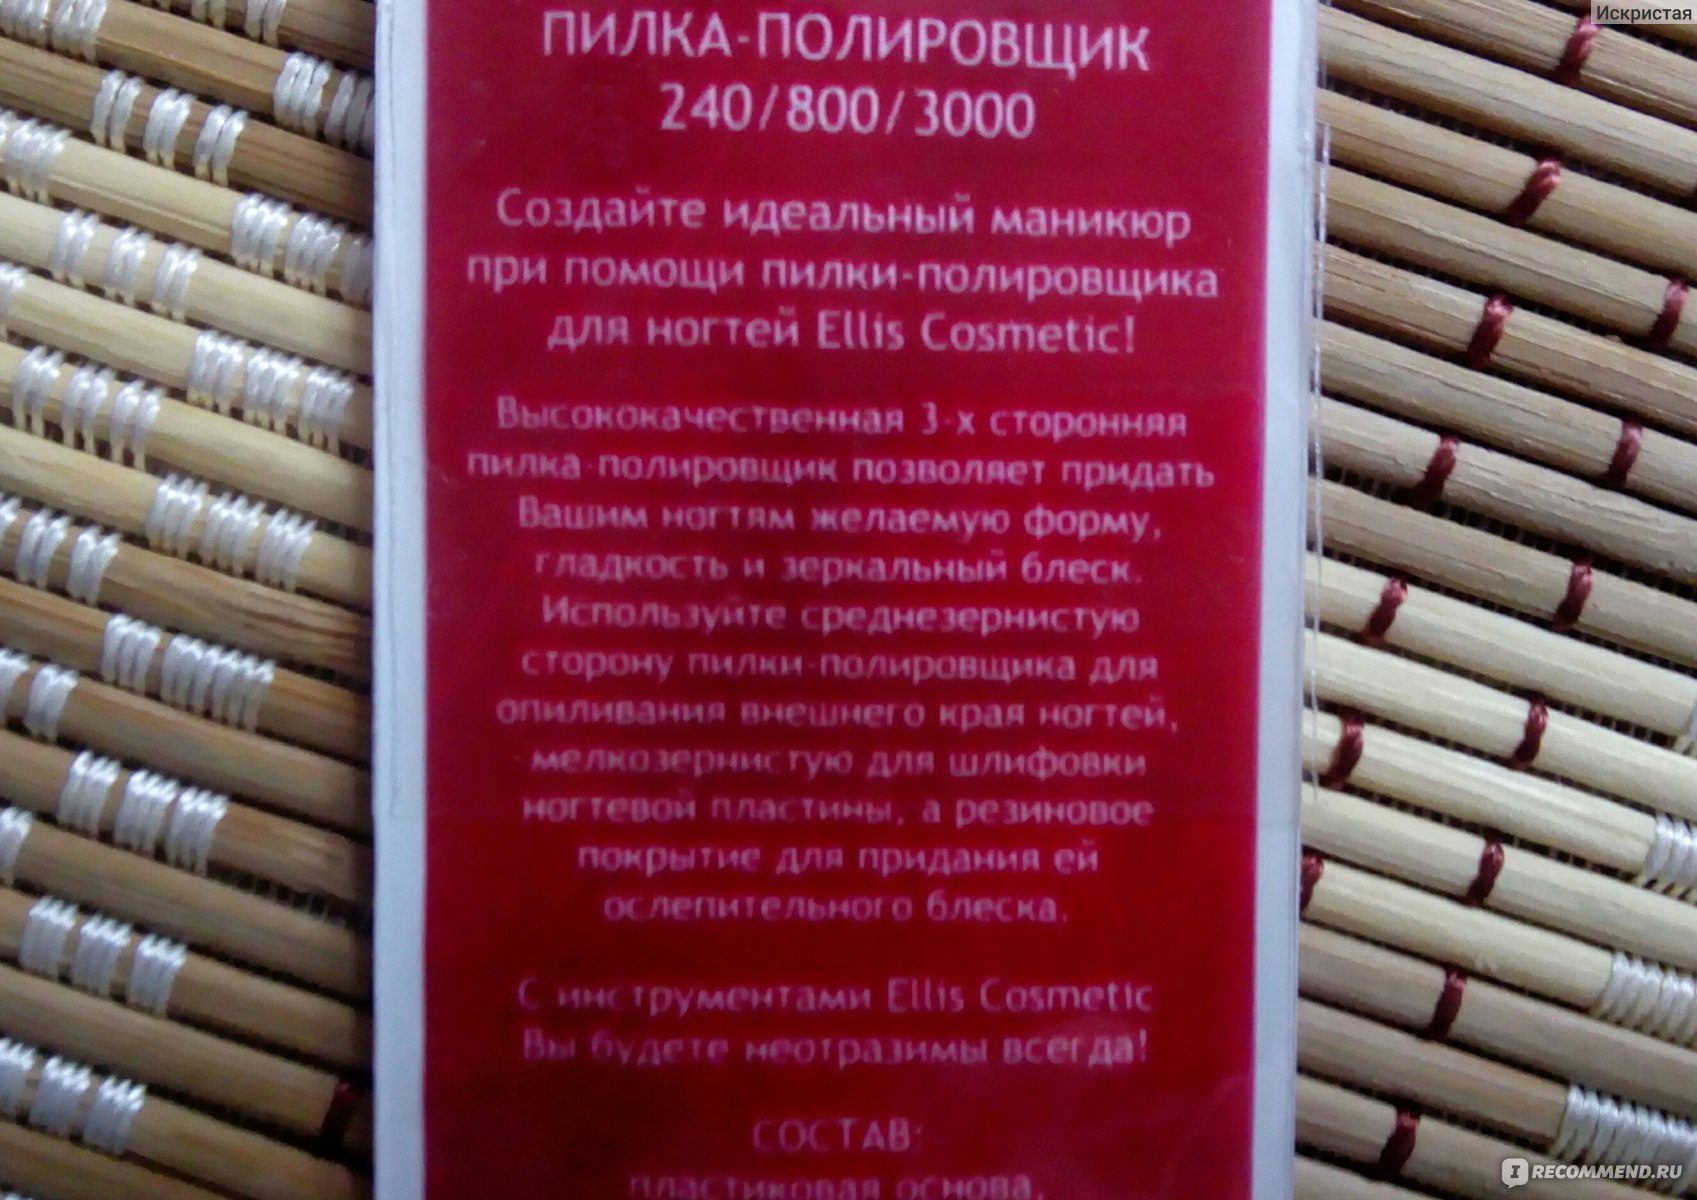 Искристая
ПИЛКА-ПОЛИРОВЩИК
240/800/3000
Создайте идеальный маникюр
при помощи пилки-полировщика
для ногтей Ellis Cosmetic!
Высококачественная 3-х сторонняя
пилка-полировщик позволяет придать
Вашим ногтям желаемую форму,
гладкость и зеркальный блеск.
Используйте среднезернистую
сторону пилки-полировщика для
опиливания внешнего края ногтей,
мелкозернистую для шлифовки
ногтевой пластины, а резиновое
покрытие для придания ей
ослепительного блеска.
С инструментами Ellis Cosmetic
Вы будете неотразимы всегда!
СОСТАВ:
пластиковая основа,
IRECOMMEND.RU